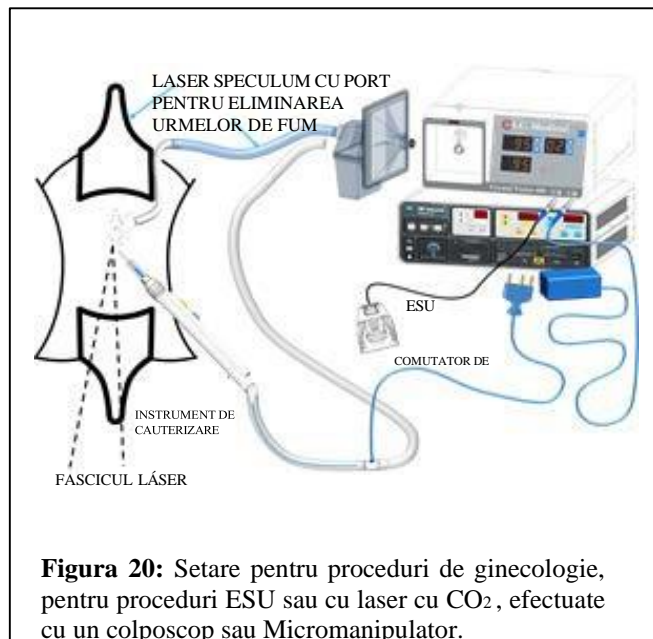 LASER SPECULUM CU PORT
PENTRU ELIMINAREA
URMELOR DE FUM
ESU
COMUTATOR DE
INSTRUMENT DE
CAUTERIZARE
FASCICUL LÁSER
Figura 20: Setare pentru proceduri de ginecologie,
pentru proceduri ESU sau cu laser cu CO₂ , efectuate
cu un colposcop sau Micromanipulator.